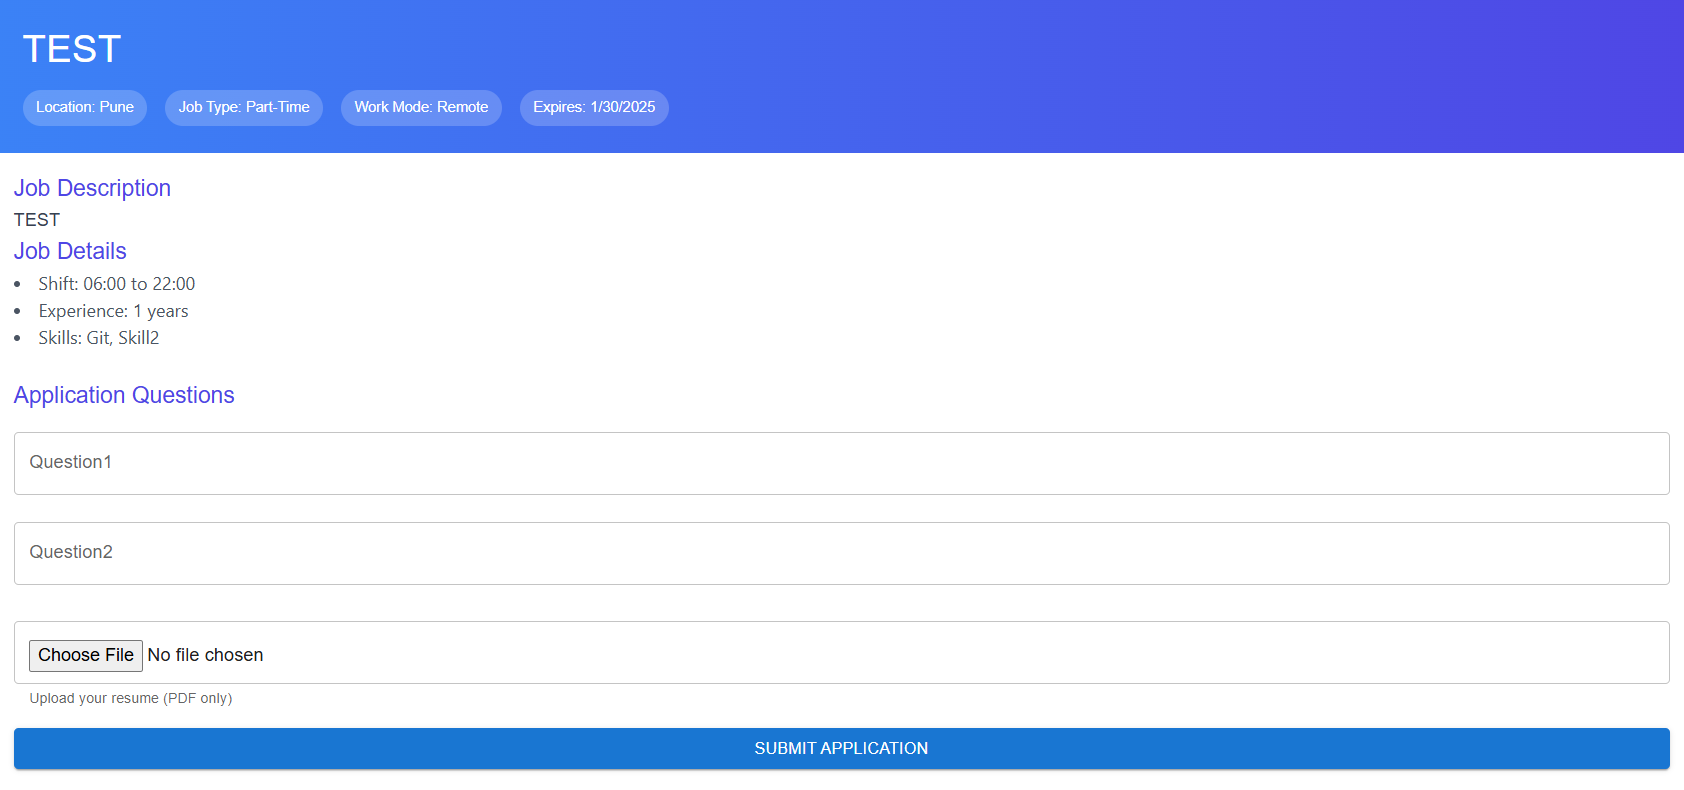 TEST
Location: Pune Job Type: Part-Time Work Mode: Remote Expires: 1/30/2025
Job Description
TEST
Job Details
• Shift: 06:00 to 22:00
• Experience: 1 years
• Skills: Git, Skill2
Application Questions
Question1
Question2
Choose File No file chosen
Upload your resume (PDF only)
SUBMIT APPLICATION